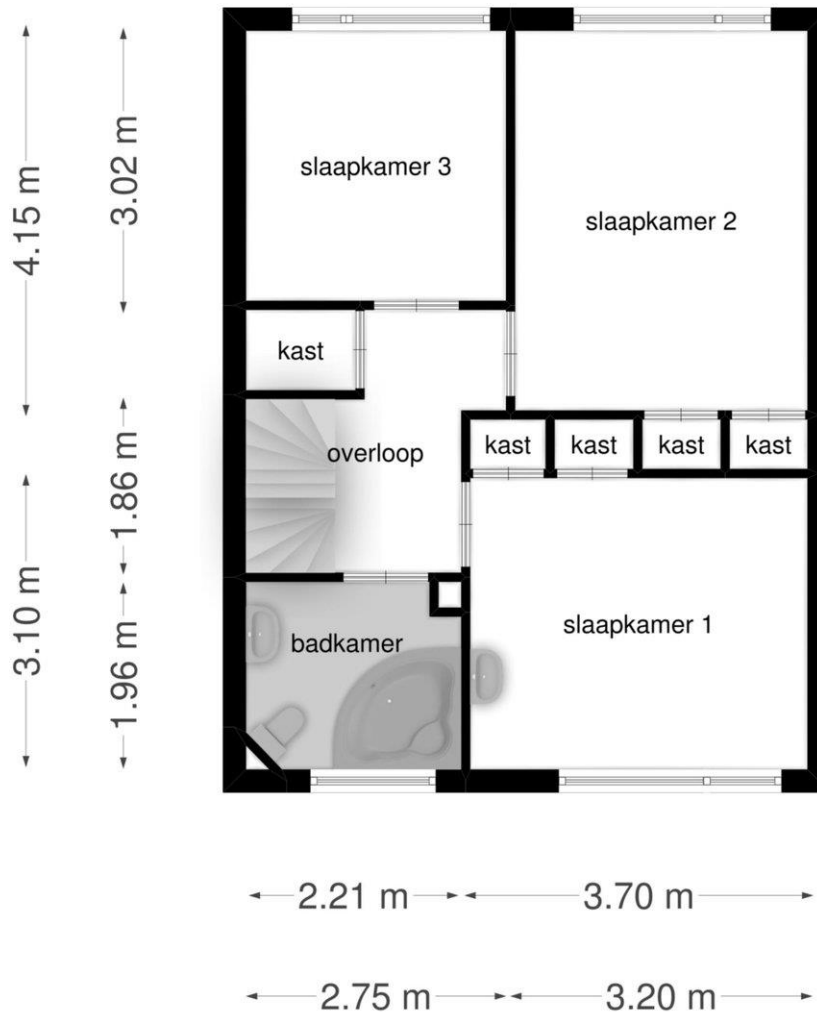 4.15 m
3.02 m
slaapkamer 3
slaapkamer 2
kast
kast
kast
kast
kast
overloop
1.86 m
3.10 m
1.96 m
badkamer
slaapkamer 1
2.21 m
3.70 m
2.75 m
3.20 m